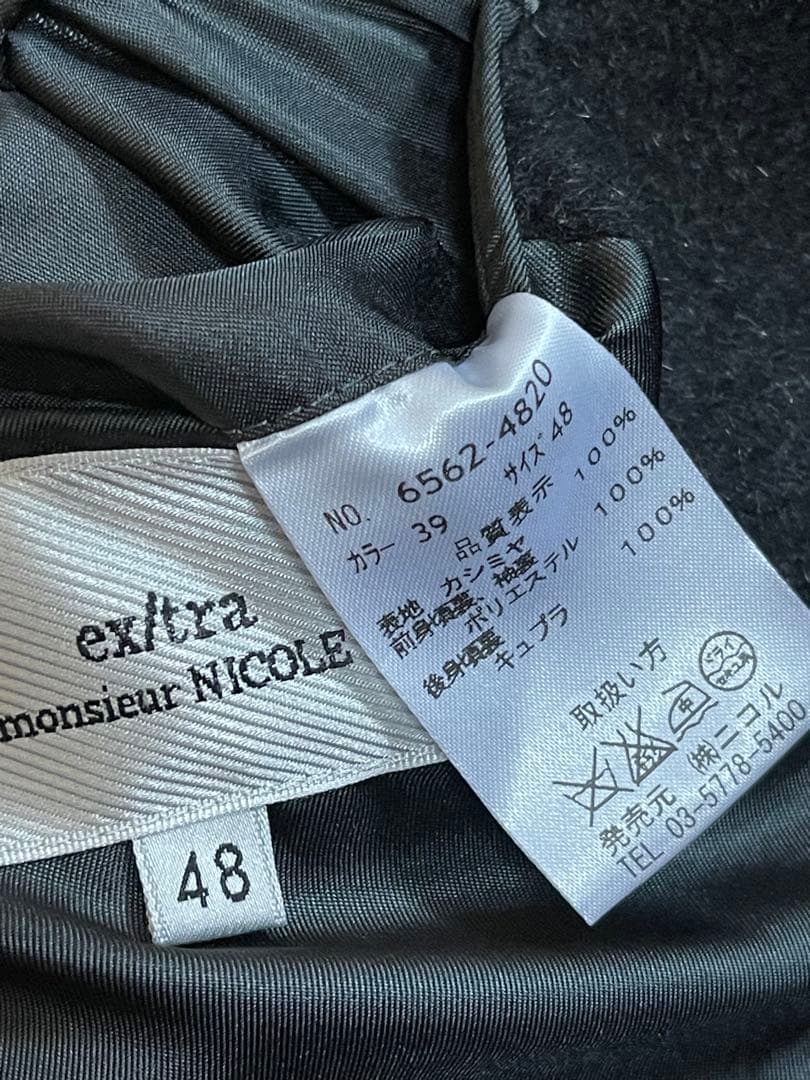 NO. 6562-4820
カラー 39 サイズ 48
品質表示
表地 カシミヤ 100%
前身頃裏、袖裏
ポリエステル 100%
後身頃裏
キュプラ 100%
取扱い方
ドライ
発売元 (株)ニコル
TEL 03-5778-5400
ex/tra
monsieur NICOLE
48